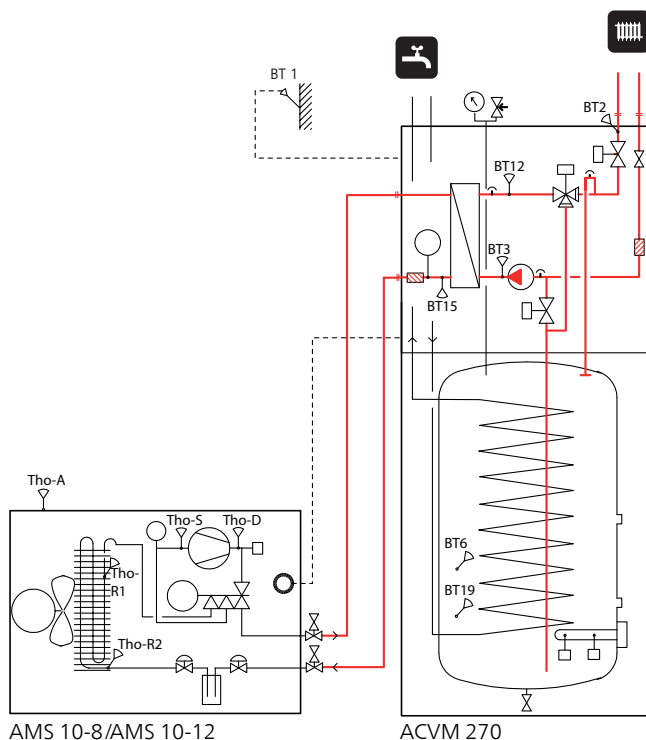 BT 1
BT2
BT12
BT3
BT15
Tho-A
Tho-S
Tho-D
Tho-
R1
BT6
BT19
Tho-R2
AMS 10-8/AMS 10-12
ACVM 270